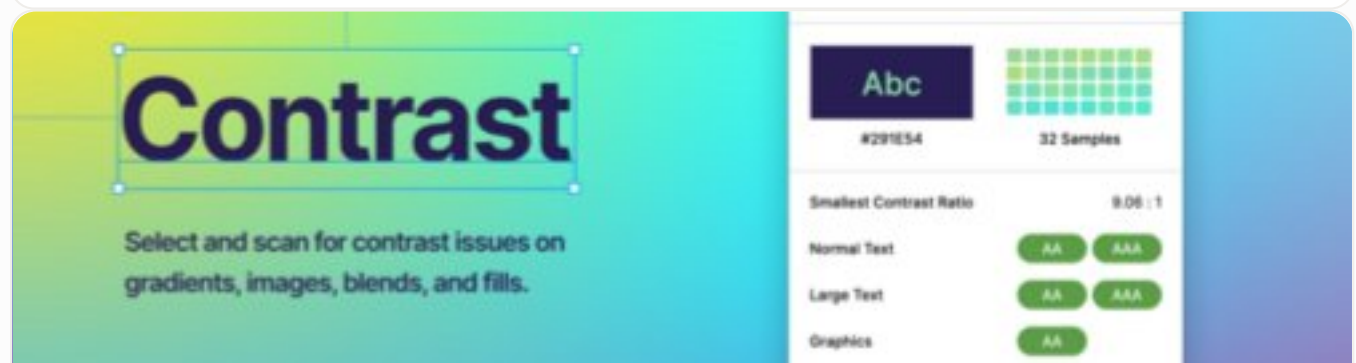 Contrast
Select and scan for contrast issues on
gradients, images, blends, and fills.
Abc
#291E54
32 Samples
Smallest Contrast Ratio 9.06 : 1
Normal Text AA AAA
Large Text AA AAA
Graphics AA